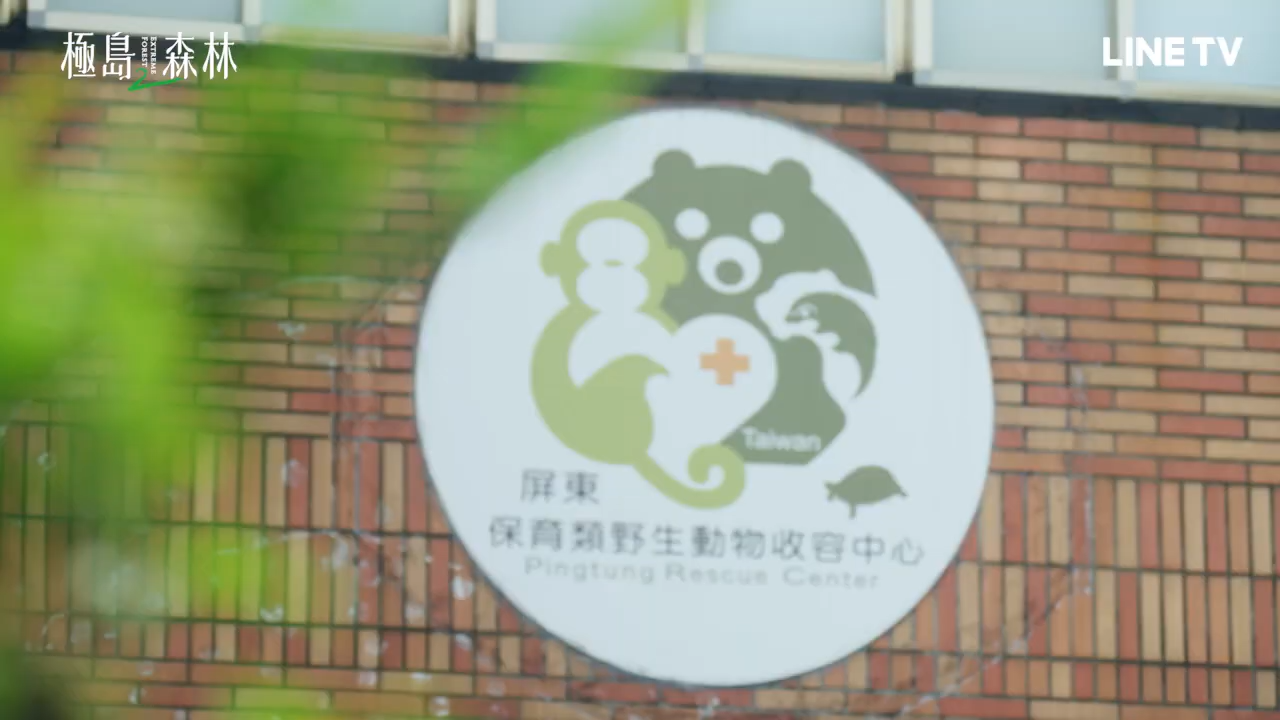 極島森林
EXTREME FOREST 2
LINE TV
Taiwan
屏東
保育類野生動物收容中心
Pingtung Rescue Center